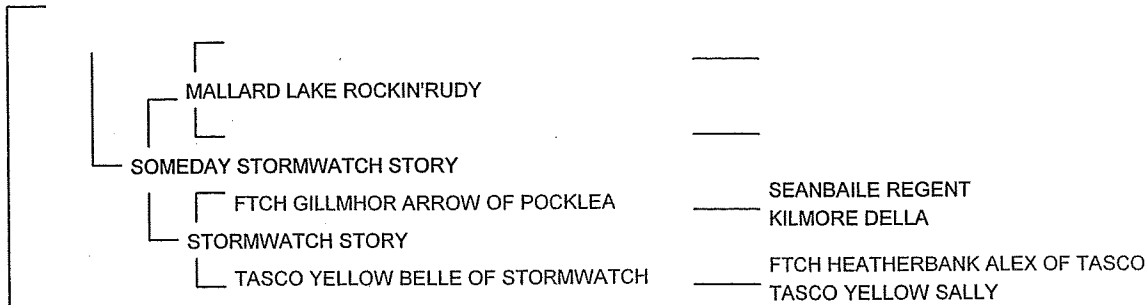 MALLARD LAKE ROCKIN'RUDY
SOMEDAY STORMWATCH STORY
FTCH GILLMHOR ARROW OF POCKLEA
SEANBAILE REGENT
KILMORE DELLA
STORMWATCH STORY
TASCO YELLOW BELLE OF STORMWATCH
FTCH HEATHERBANK ALEX OF TASCO
TASCO YELLOW SALLY